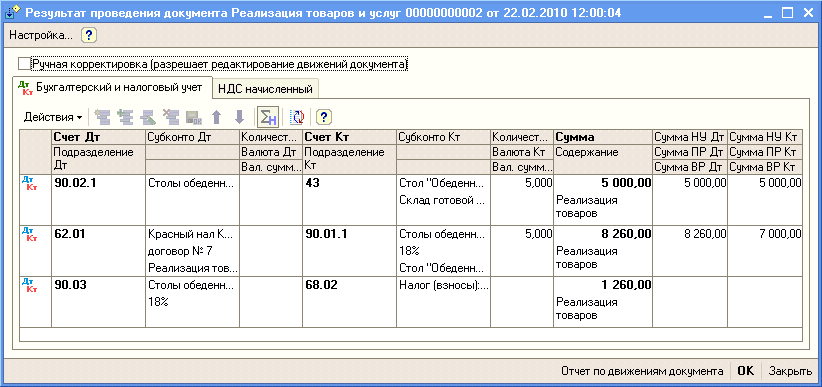 Результат проведения документа Реализация товаров и услуг 00000000002 от 22.02.2010 12:00:04
Настройка...
Ручная корректировка (разрешает редактирование движений документа)
Бухгалтерский и налоговый учет НДС начисленный
Действия
Счет Дт Субконто Дт Количест... Счет Кт Субконто Кт Количест... Сумма Сумма НУ Дт Сумма НУ Кт
Подразделение Дт Валюта Дт Подразделение Кт Валюта Кт Содержание Сумма ПР Дт Сумма ПР Кт
Вал. сумм... Вал. сумм... Сумма ВР Дт Сумма ВР Кт
90.02.1 Столы обеденн... 43 Стол "Обеденн... 5,000 5 000,00 5 000,00 5 000,00
Склад готовой ... Реализация
товаров
62.01 Красный нал К... 90.01.1 Столы обеденн... 5,000 8 260,00 8 260,00 7 000,00
договор № 7 18% Реализация
Реализация тов... Стол "Обеденн... товаров
90.03 Столы обеденн... 68.02 Налог (взносы):... 1 260,00
18% Реализация
товаров
Отчет по движениям документа OK Закрыть